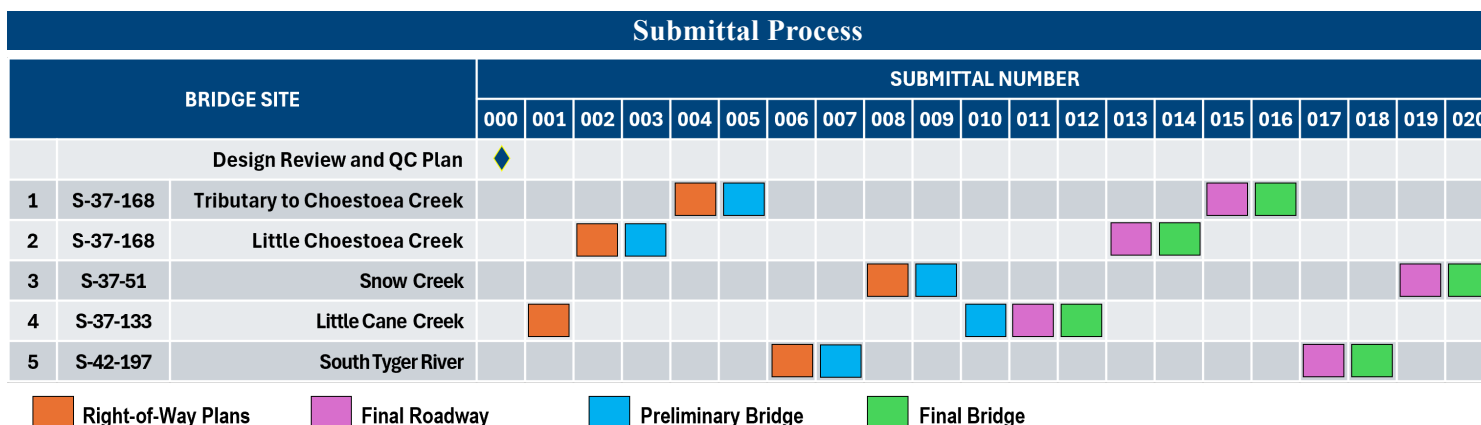 Submittal Process
BRIDGE SITE
SUBMITTAL NUMBER
000 001 002 003 004 005 006 007 008 009 010 011 012 013 014 015 016 017 018 019 020
Design Review and QC Plan
1 S-37-168 Tributary to Choestoea Creek
2 S-37-168 Little Choestoea Creek
3 S-37-51 Snow Creek
4 S-37-133 Little Cane Creek
5 S-42-197 South Tyger River
Right-of-Way Plans Final Roadway Preliminary Bridge Final Bridge